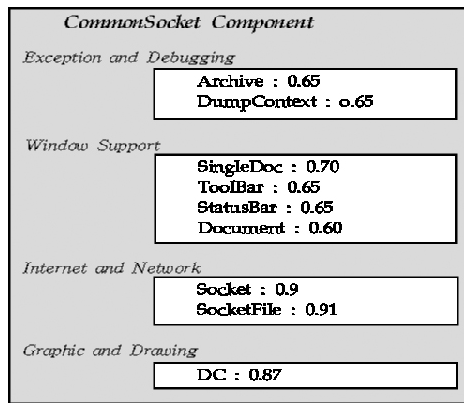 CommonSocket Component
Exception and Debugging
Archive : 0.65
DumpContext : o.65
Window Support
SingleDoc : 0.70
ToolBar : 0.65
StatusBar : 0.65
Document : 0.60
Internet and Network
Socket : 0.9
SocketFile : 0.91
Graphic and Drawing
DC : 0.87